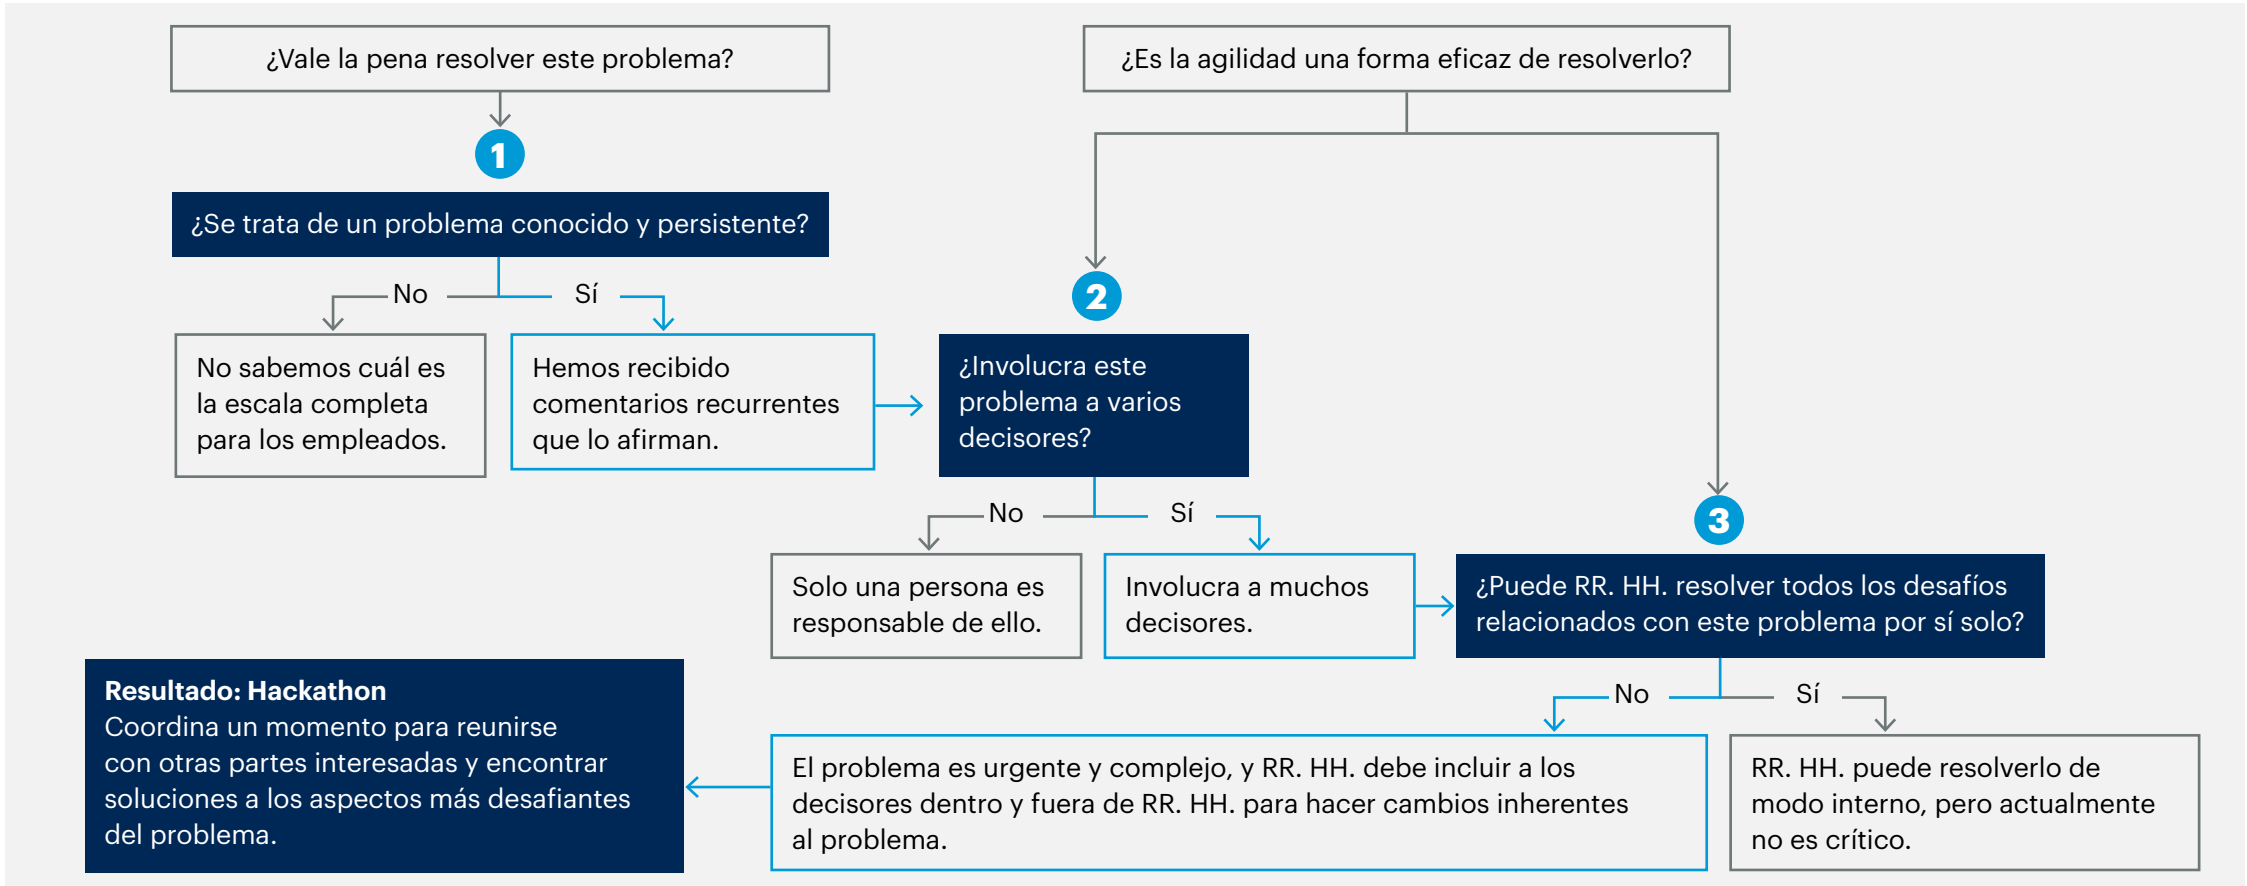 ¿Vale la pena resolver este problema?
¿Es la agilidad una forma eficaz de resolverlo?
1
¿Se trata de un problema conocido y persistente?
No
Sí
No sabemos cuál es
la escala completa
para los empleados.
Hemos recibido
comentarios recurrentes
que lo afirman.
2
¿Involucra este
problema a varios
decisores?
No
Sí
Solo una persona es
responsable de ello.
Involucra a muchos
decisores.
3
¿Puede RR. HH. resolver todos los desafíos
relacionados con este problema por sí solo?
No
Sí
El problema es urgente y complejo, y RR. HH. debe incluir a los
decisores dentro y fuera de RR. HH. para hacer cambios inherentes
al problema.
RR. HH. puede resolverlo de
modo interno, pero actualmente
no es crítico.
Resultado: Hackathon
Coordina un momento para reunirse
con otras partes interesadas y encontrar
soluciones a los aspectos más desafiantes
del problema.